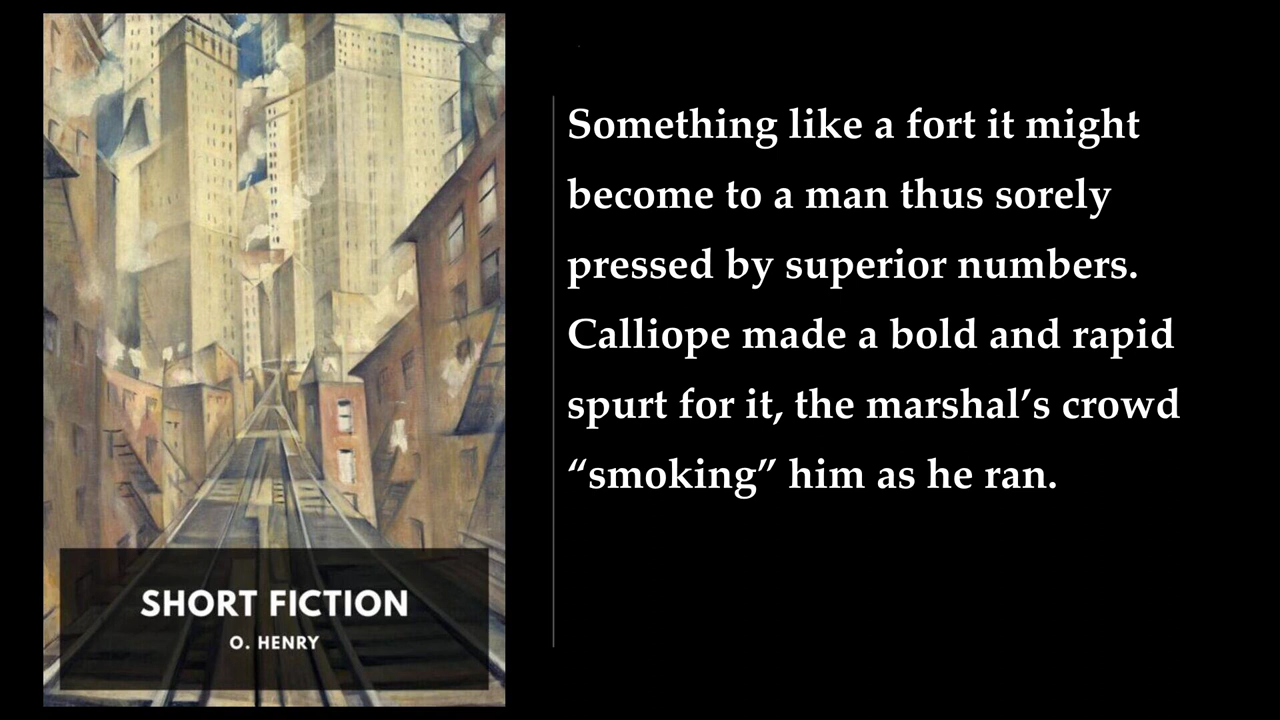 Something like a fort it might
become to a man thus sorely
pressed by superior numbers.
Calliope made a bold and rapid
spurt for it, the marshal’s crowd
“smoking” him as he ran.
SHORT FICTION
O. HENRY